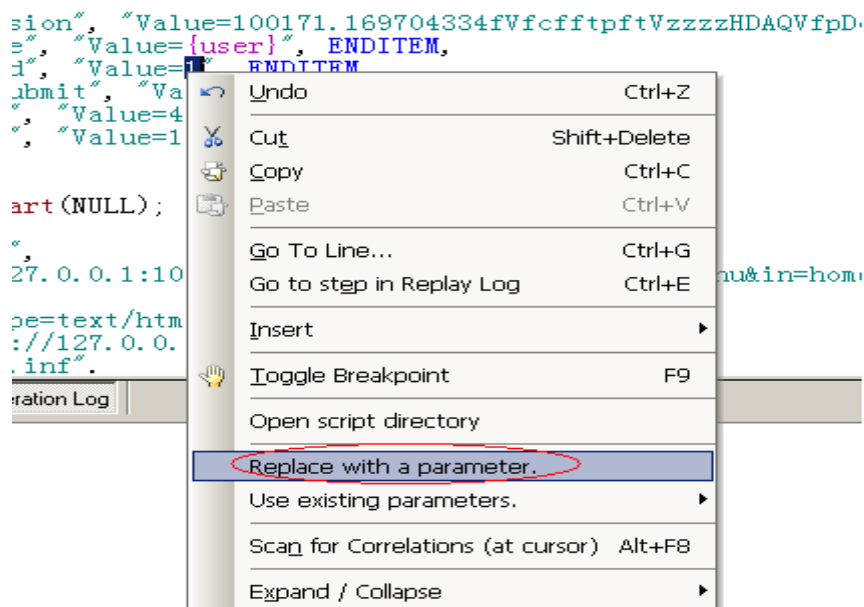 sion", "Value=100171.169704334fVfcfftpftVzzzzHDAQVfpD
e", "Value={user}", ENDITEM,
d", "Value=1", ENDITEM
ubmit", "Va
", "Value=4
", "Value=1
art(NULL);
",
27.0.0.1:10
nu&in=hom
pe=text/htm
://127.0.0.
.inf".
eration Log
Undo Ctrl+Z
Cut Shift+Delete
Copy Ctrl+C
Paste Ctrl+V
Go To Line... Ctrl+G
Go to step in Replay Log Ctrl+E
Insert
Toggle Breakpoint F9
Open script directory
Replace with a parameter.
Use existing parameters.
Scan for Correlations (at cursor) Alt+F8
Expand / Collapse